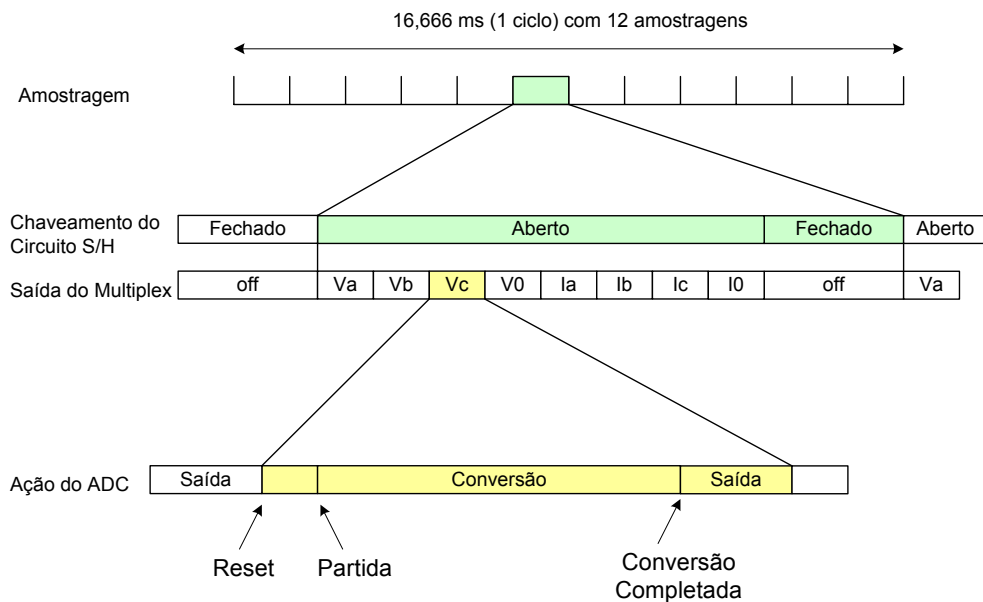 16,666 ms (1 ciclo) com 12 amostragens
Amostragem
Chaveamento do
Circuito S/H
Fechado
Aberto
Fechado
Aberto
Saída do Multiplex
off
Va
Vb
Vc
V0
Ia
Ib
Ic
I0
off
Va
Ação do ADC
Saída
Conversão
Saída
Reset
Partida
Conversão
Completada